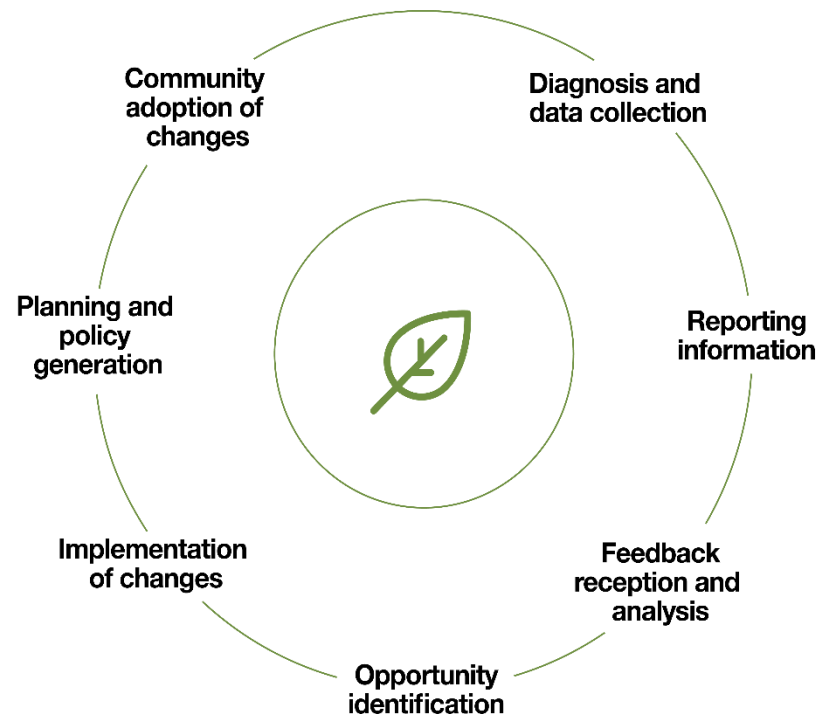 Community
adoption of
changes
Diagnosis and
data collection
Reporting
information
Feedback
reception and
analysis
Opportunity
identification
Implementation
of changes
Planning and
policy
generation